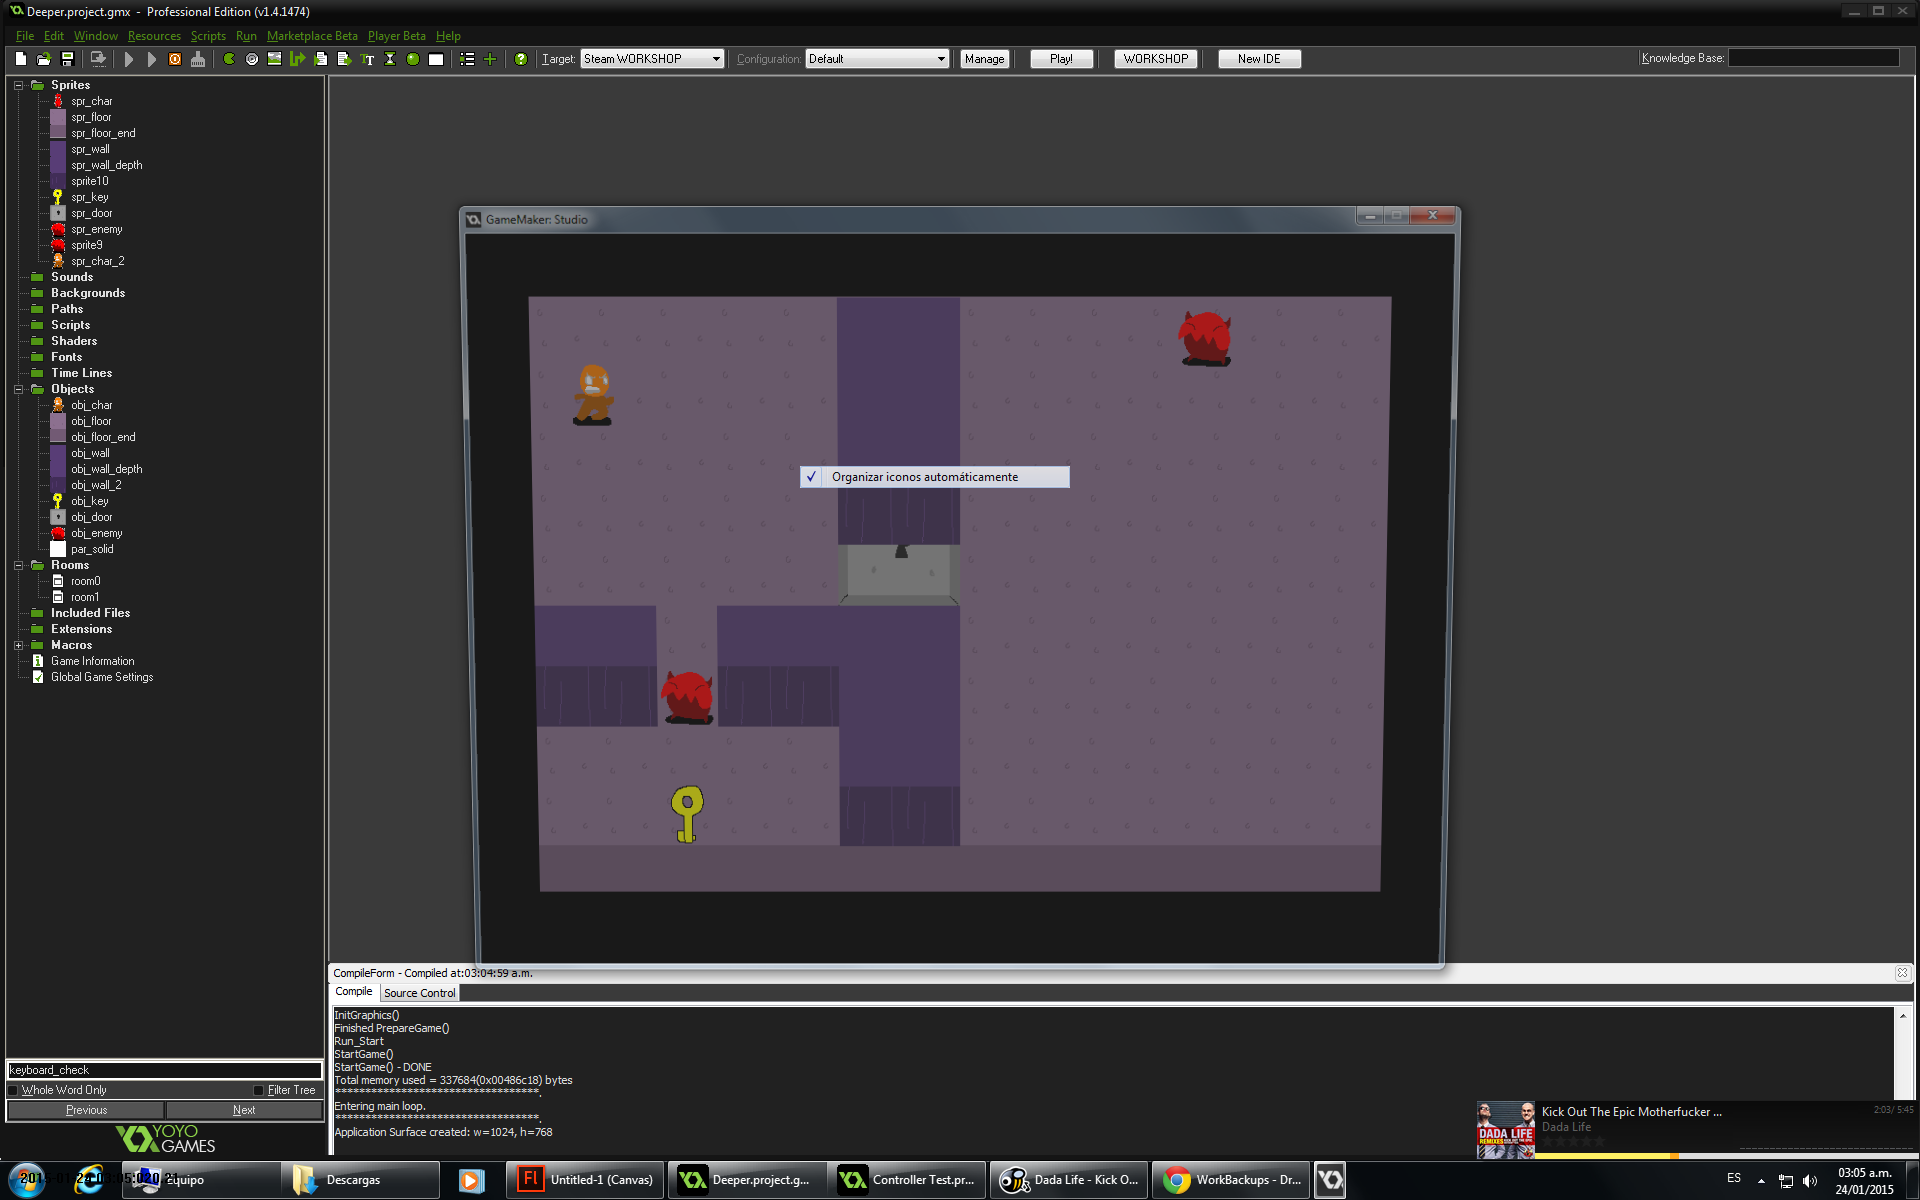 Deeper.project.gmx - Professional Edition (v1.4.1474)
File Edit Window Resources Scripts Run Marketplace Beta Player Beta Help
Target: Steam WORKSHOP Configuration: Default Manage Play! WORKSHOP New IDE Knowledge Base:
Sprites
spr_char
spr_floor
spr_floor_end
spr_wall
spr_wall_depth
sprite10
spr_key
spr_door
spr_enemy
sprite9
spr_char_2
Sounds
Backgrounds
Paths
Scripts
Shaders
Fonts
Time Lines
Objects
obj_char
obj_floor
obj_floor_end
obj_wall
obj_wall_depth
obj_wall_2
obj_key
obj_door
obj_enemy
par_solid
Rooms
room0
room1
Included Files
Extensions
Macros
Game Information
Global Game Settings
keyboard_check
Whole Word Only Filter Tree
Previous Next
YOYO
GAMES
GameMaker: Studio
Organizar iconos automáticamente
CompileForm - Compiled at:03:04:59 a.m.
Compile Source Control
InitGraphics()
Finished PrepareGame()
Run_Start
StartGame()
StartGame() - DONE
Total memory used = 337684(0x00486c18) bytes
**********************************.
Entering main loop.
**********************************.
Application Surface created: w=1024, h=768
DADA LIFE
Kick Out The Epic Motherfucker ...
2:03/ 5:45
Dada Life
Equipo
Descargas
Untitled-1 (Canvas)
Deeper.project.g...
Controller Test.pr...
Dada Life - Kick O...
WorkBackups - Dr...
ES
03:05 a.m.
24/01/2015